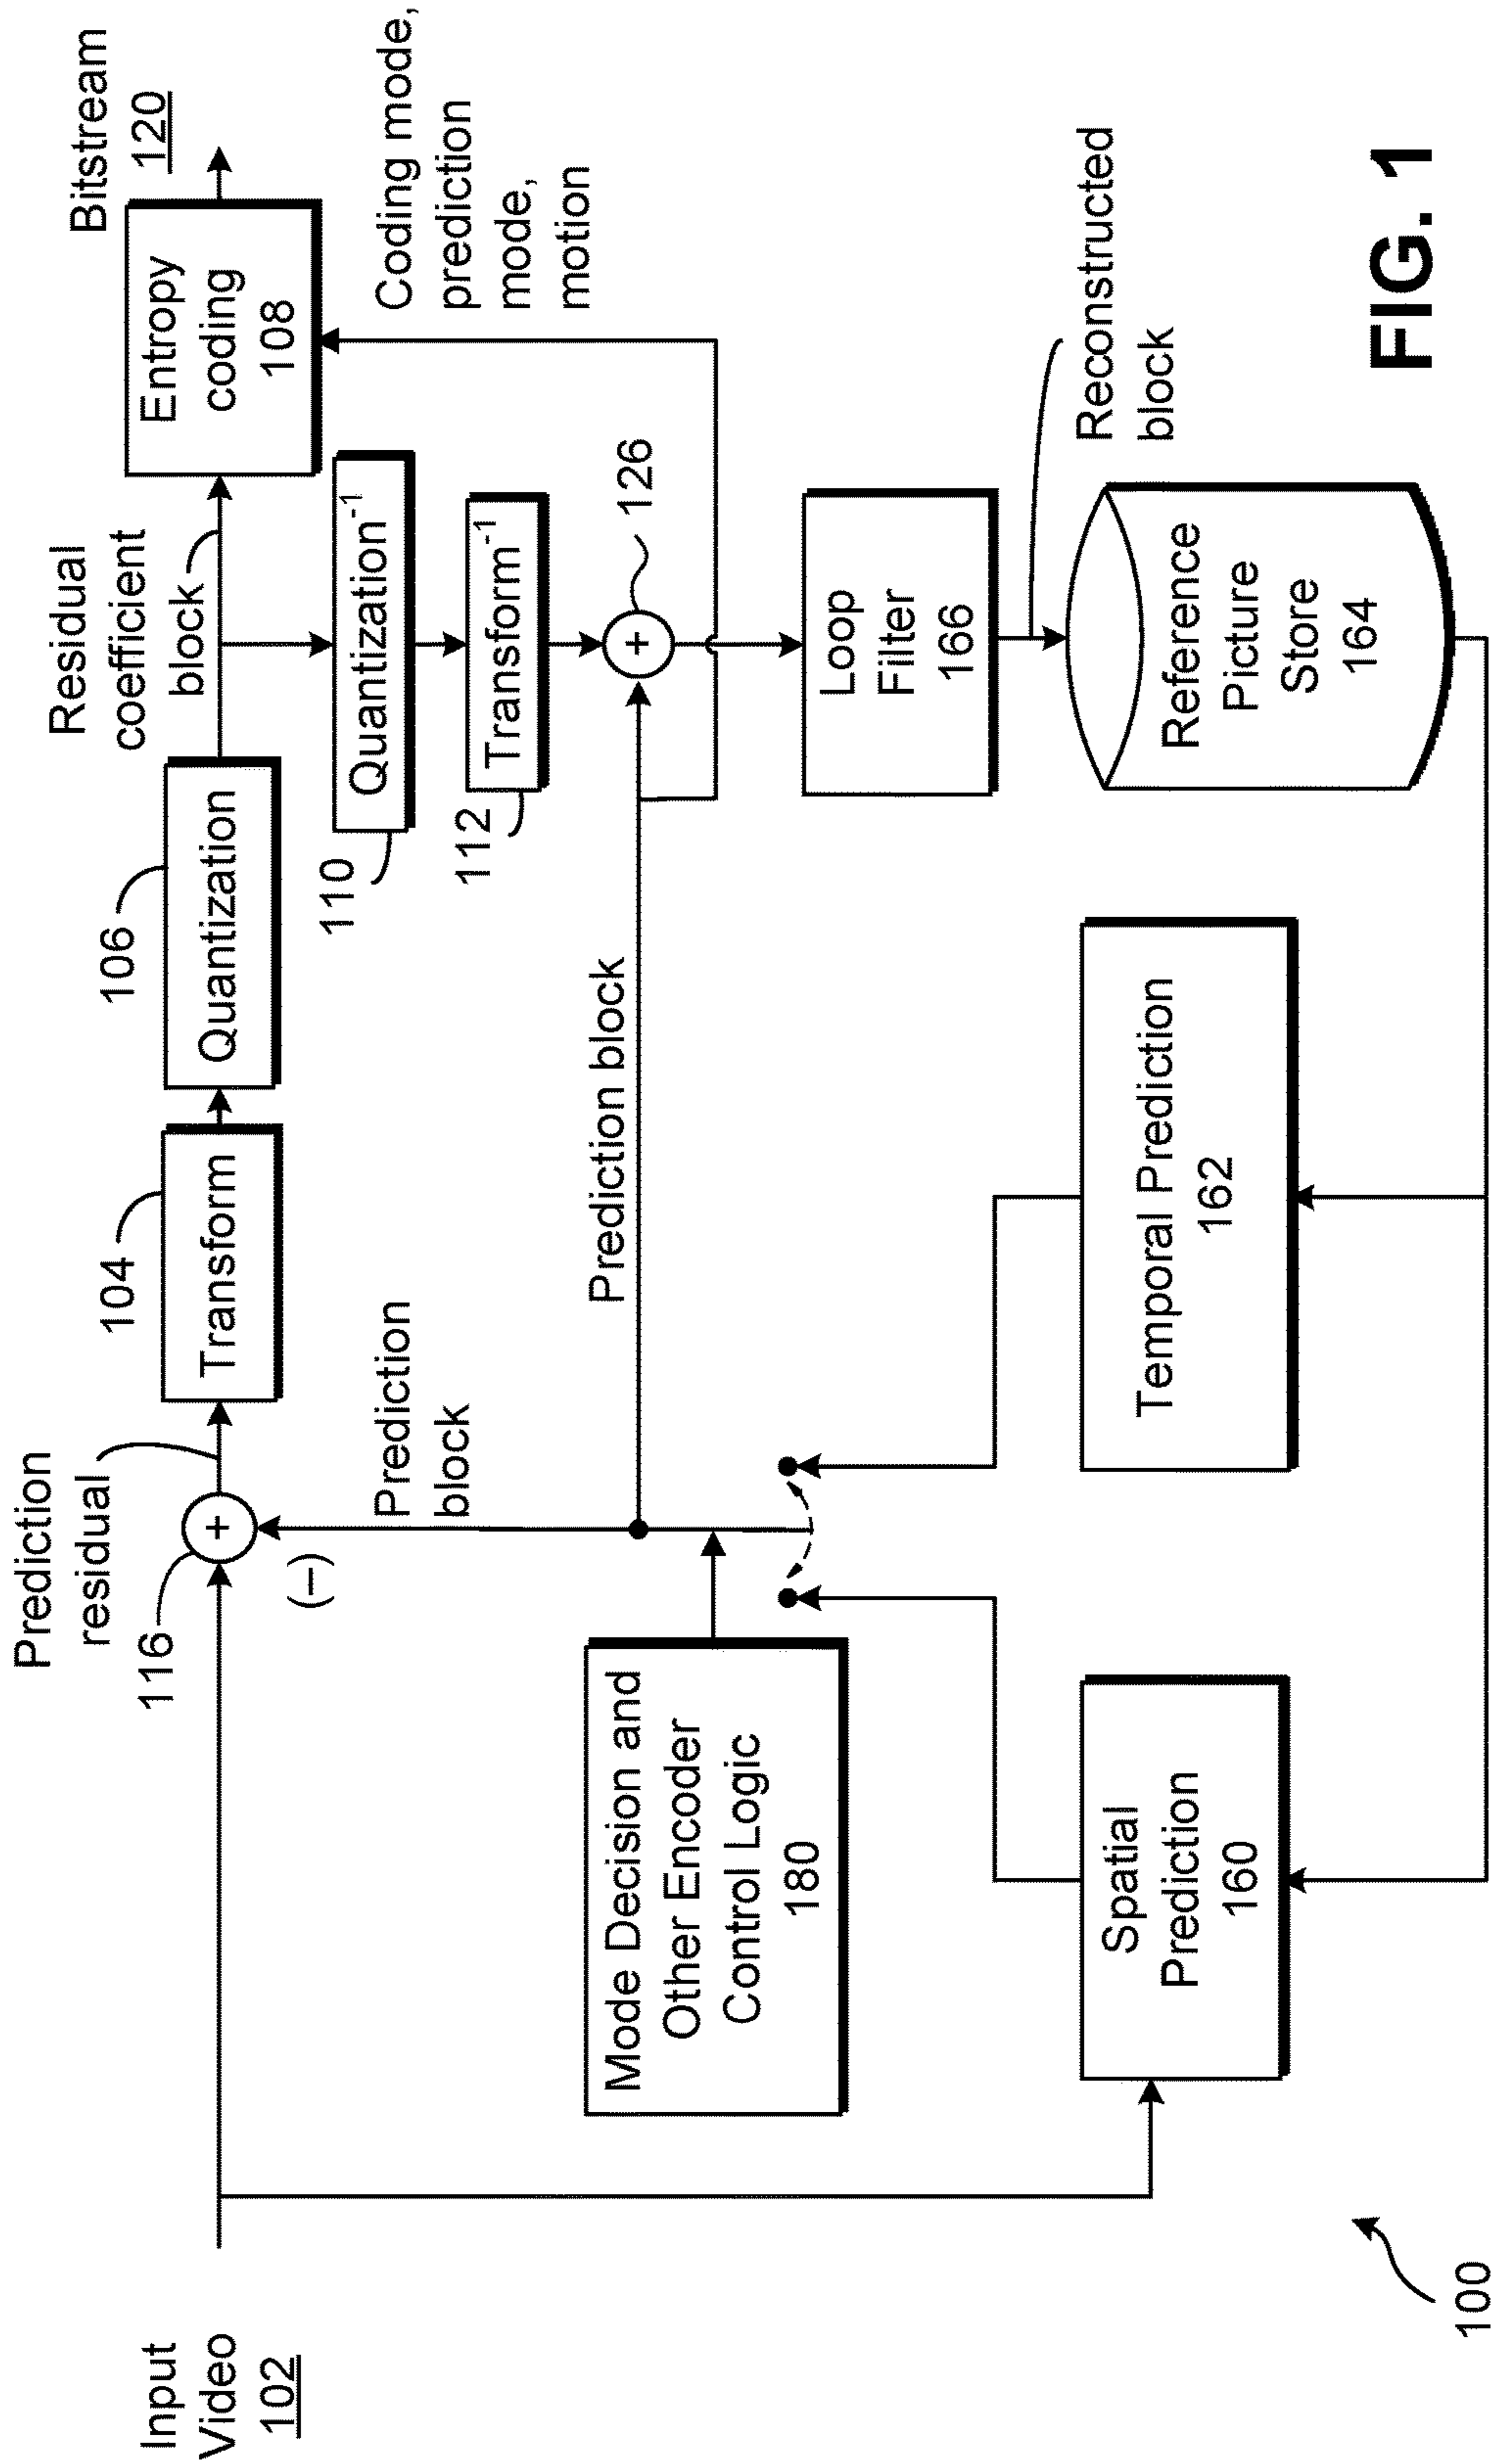 Input
Video
102
Prediction
residual
116
(–)
Transform
104
Quantization
106
Residual
coefficient
block
Entropy
coding
108
Bitstream
120
Coding mode,
prediction
mode,
motion
Quantization-1
110
Transform-1
112
126
Prediction
block
Prediction block
Mode Decision and
Other Encoder
Control Logic
180
Loop
Filter
166
Reconstructed
block
Spatial
Prediction
160
Temporal Prediction
162
Reference
Picture
Store
164
100
FIG. 1
+
+